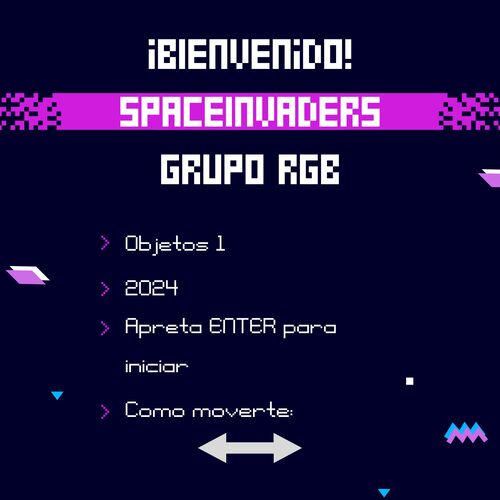 ¡BIENVENIDO!
SPACEINVADERS
GRUPO RGB
Objetos 1
2024
Apreta ENTER para
iniciar
Como moverte: